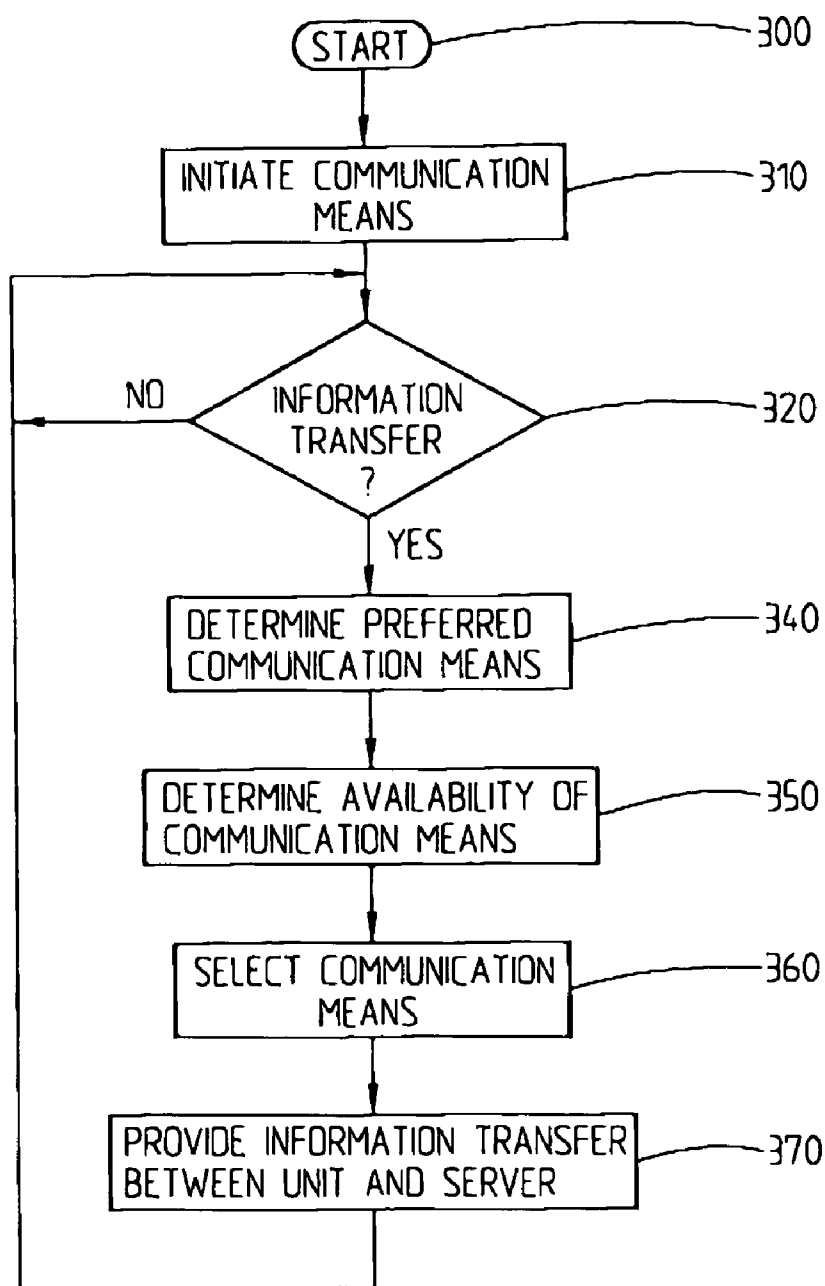 START
300
INITIATE COMMUNICATION
MEANS
310
NO
INFORMATION
TRANSFER
?
320
YES
DETERMINE PREFERRED
COMMUNICATION MEANS
340
DETERMINE AVAILABILITY OF
COMMUNICATION MEANS
350
SELECT COMMUNICATION
MEANS
360
PROVIDE INFORMATION TRANSFER
BETWEEN UNIT AND SERVER
370